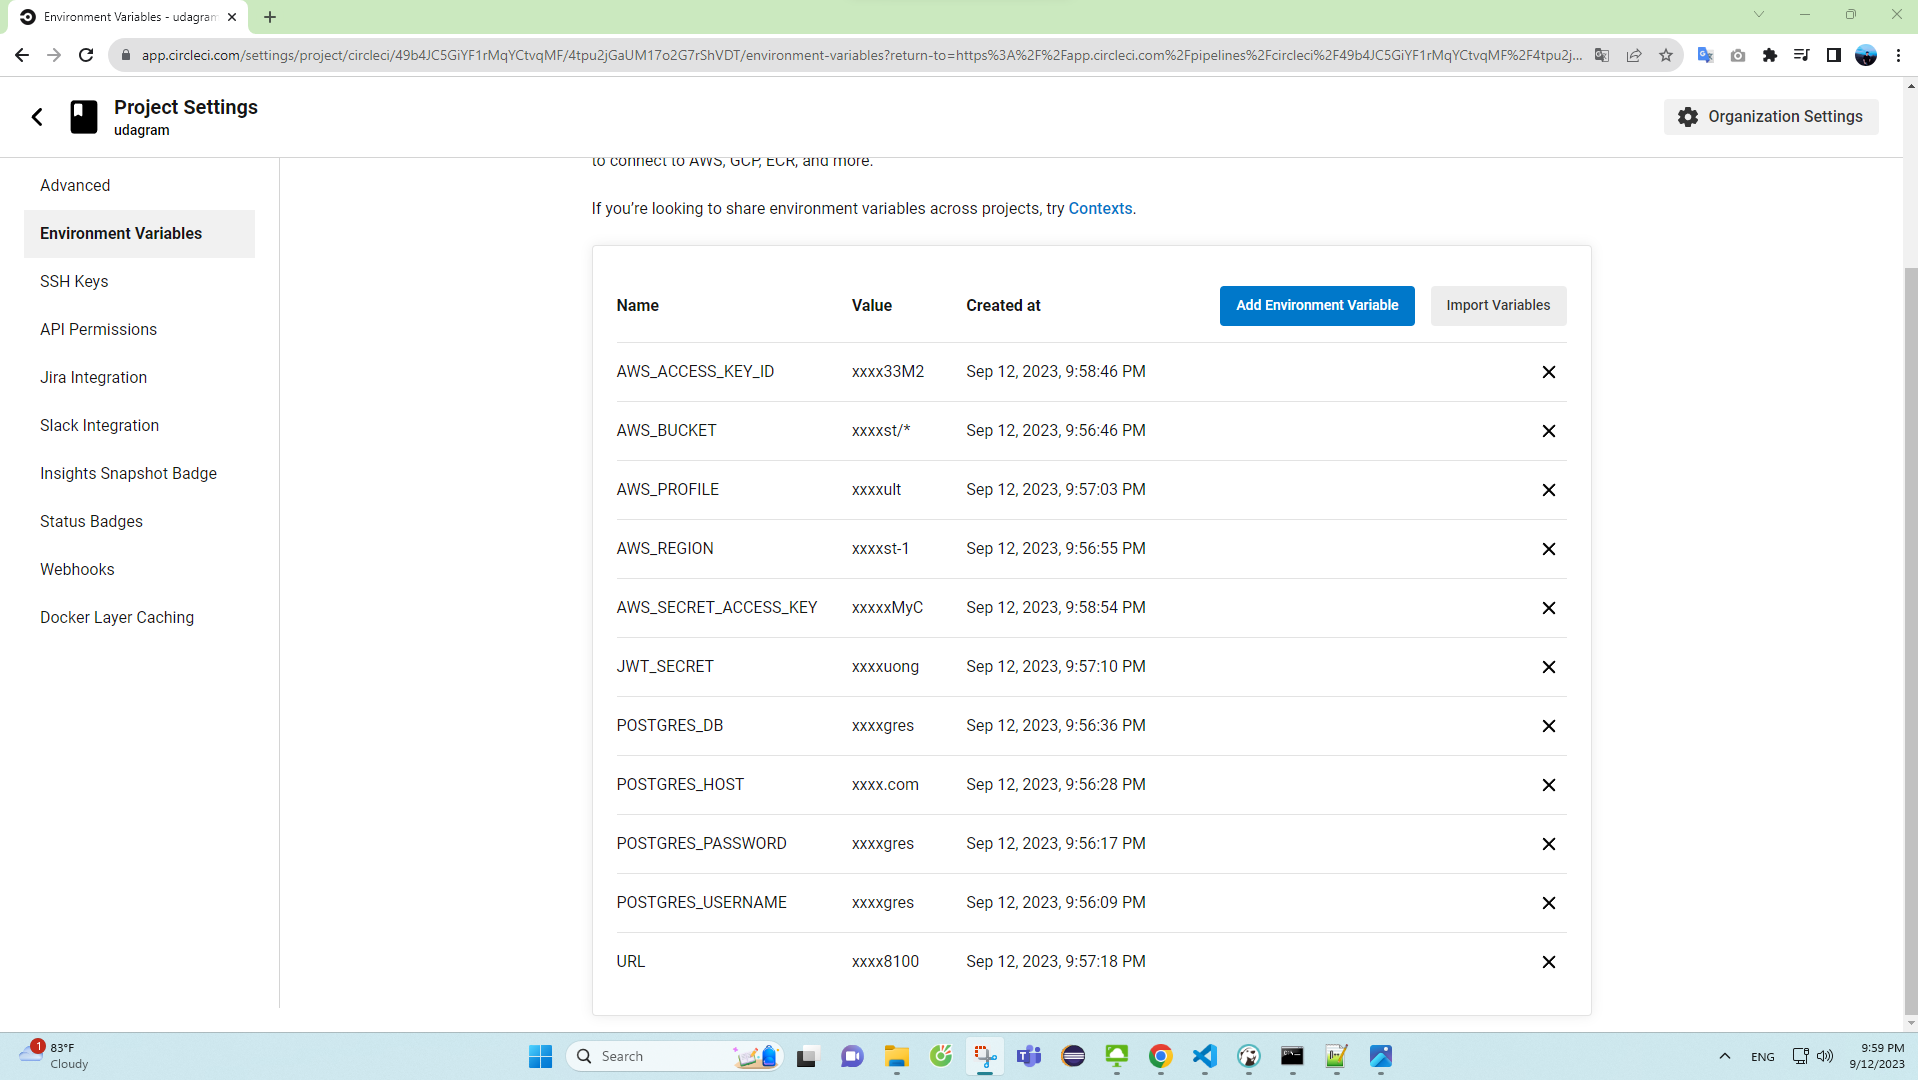 Environment Variables - udagram
app.circleci.com/settings/project/circleci/49b4JC5GiYF1rMqYCtvqMF/4tpu2jGaUM17o2G7rShVDT/environment-variables?return-to=https%3A%2F%2Fapp.circleci.com%2Fpipelines%2Fcircleci%2F49b4JC5GiYF1rMqYCtvqMF%2F4tpu2j...
Project Settings
udagram
Organization Settings
to connect to AWS, GCP, ECR, and more.
Advanced
If you’re looking to share environment variables across projects, try Contexts.
Environment Variables
SSH Keys
API Permissions
Jira Integration
Slack Integration
Insights Snapshot Badge
Status Badges
Webhooks
Docker Layer Caching
Name Value Created at Add Environment Variable Import Variables
AWS_ACCESS_KEY_ID xxxx33M2 Sep 12, 2023, 9:58:46 PM
AWS_BUCKET xxxxst/* Sep 12, 2023, 9:56:46 PM
AWS_PROFILE xxxxult Sep 12, 2023, 9:57:03 PM
AWS_REGION xxxxst-1 Sep 12, 2023, 9:56:55 PM
AWS_SECRET_ACCESS_KEY xxxxxMyC Sep 12, 2023, 9:58:54 PM
JWT_SECRET xxxxuong Sep 12, 2023, 9:57:10 PM
POSTGRES_DB xxxxgres Sep 12, 2023, 9:56:36 PM
POSTGRES_HOST xxxx.com Sep 12, 2023, 9:56:28 PM
POSTGRES_PASSWORD xxxxgres Sep 12, 2023, 9:56:17 PM
POSTGRES_USERNAME xxxxgres Sep 12, 2023, 9:56:09 PM
URL xxxx8100 Sep 12, 2023, 9:57:18 PM
1
83°F
Cloudy
Search
ENG
9:59 PM
9/12/2023